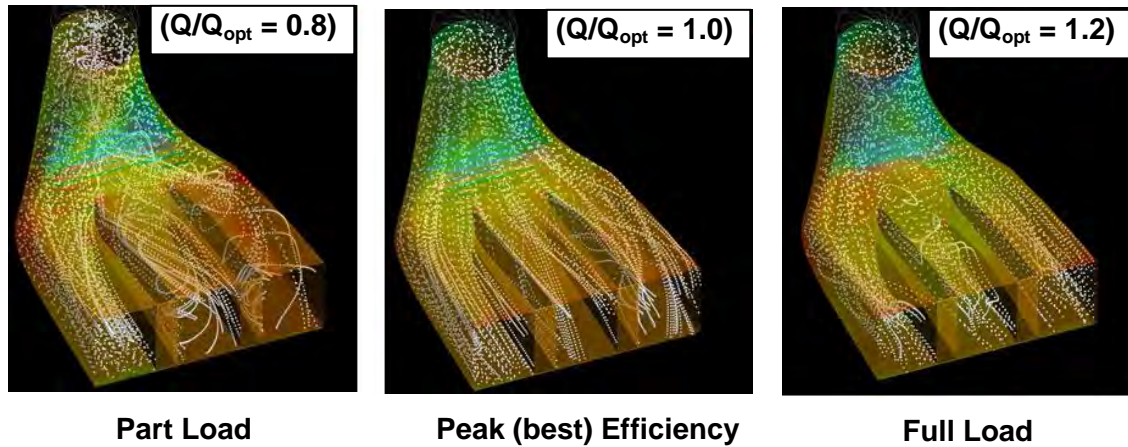 (Q/Qopt = 0.8)
(Q/Qopt = 1.0)
(Q/Qopt = 1.2)
Part Load
Peak (best) Efficiency
Full Load